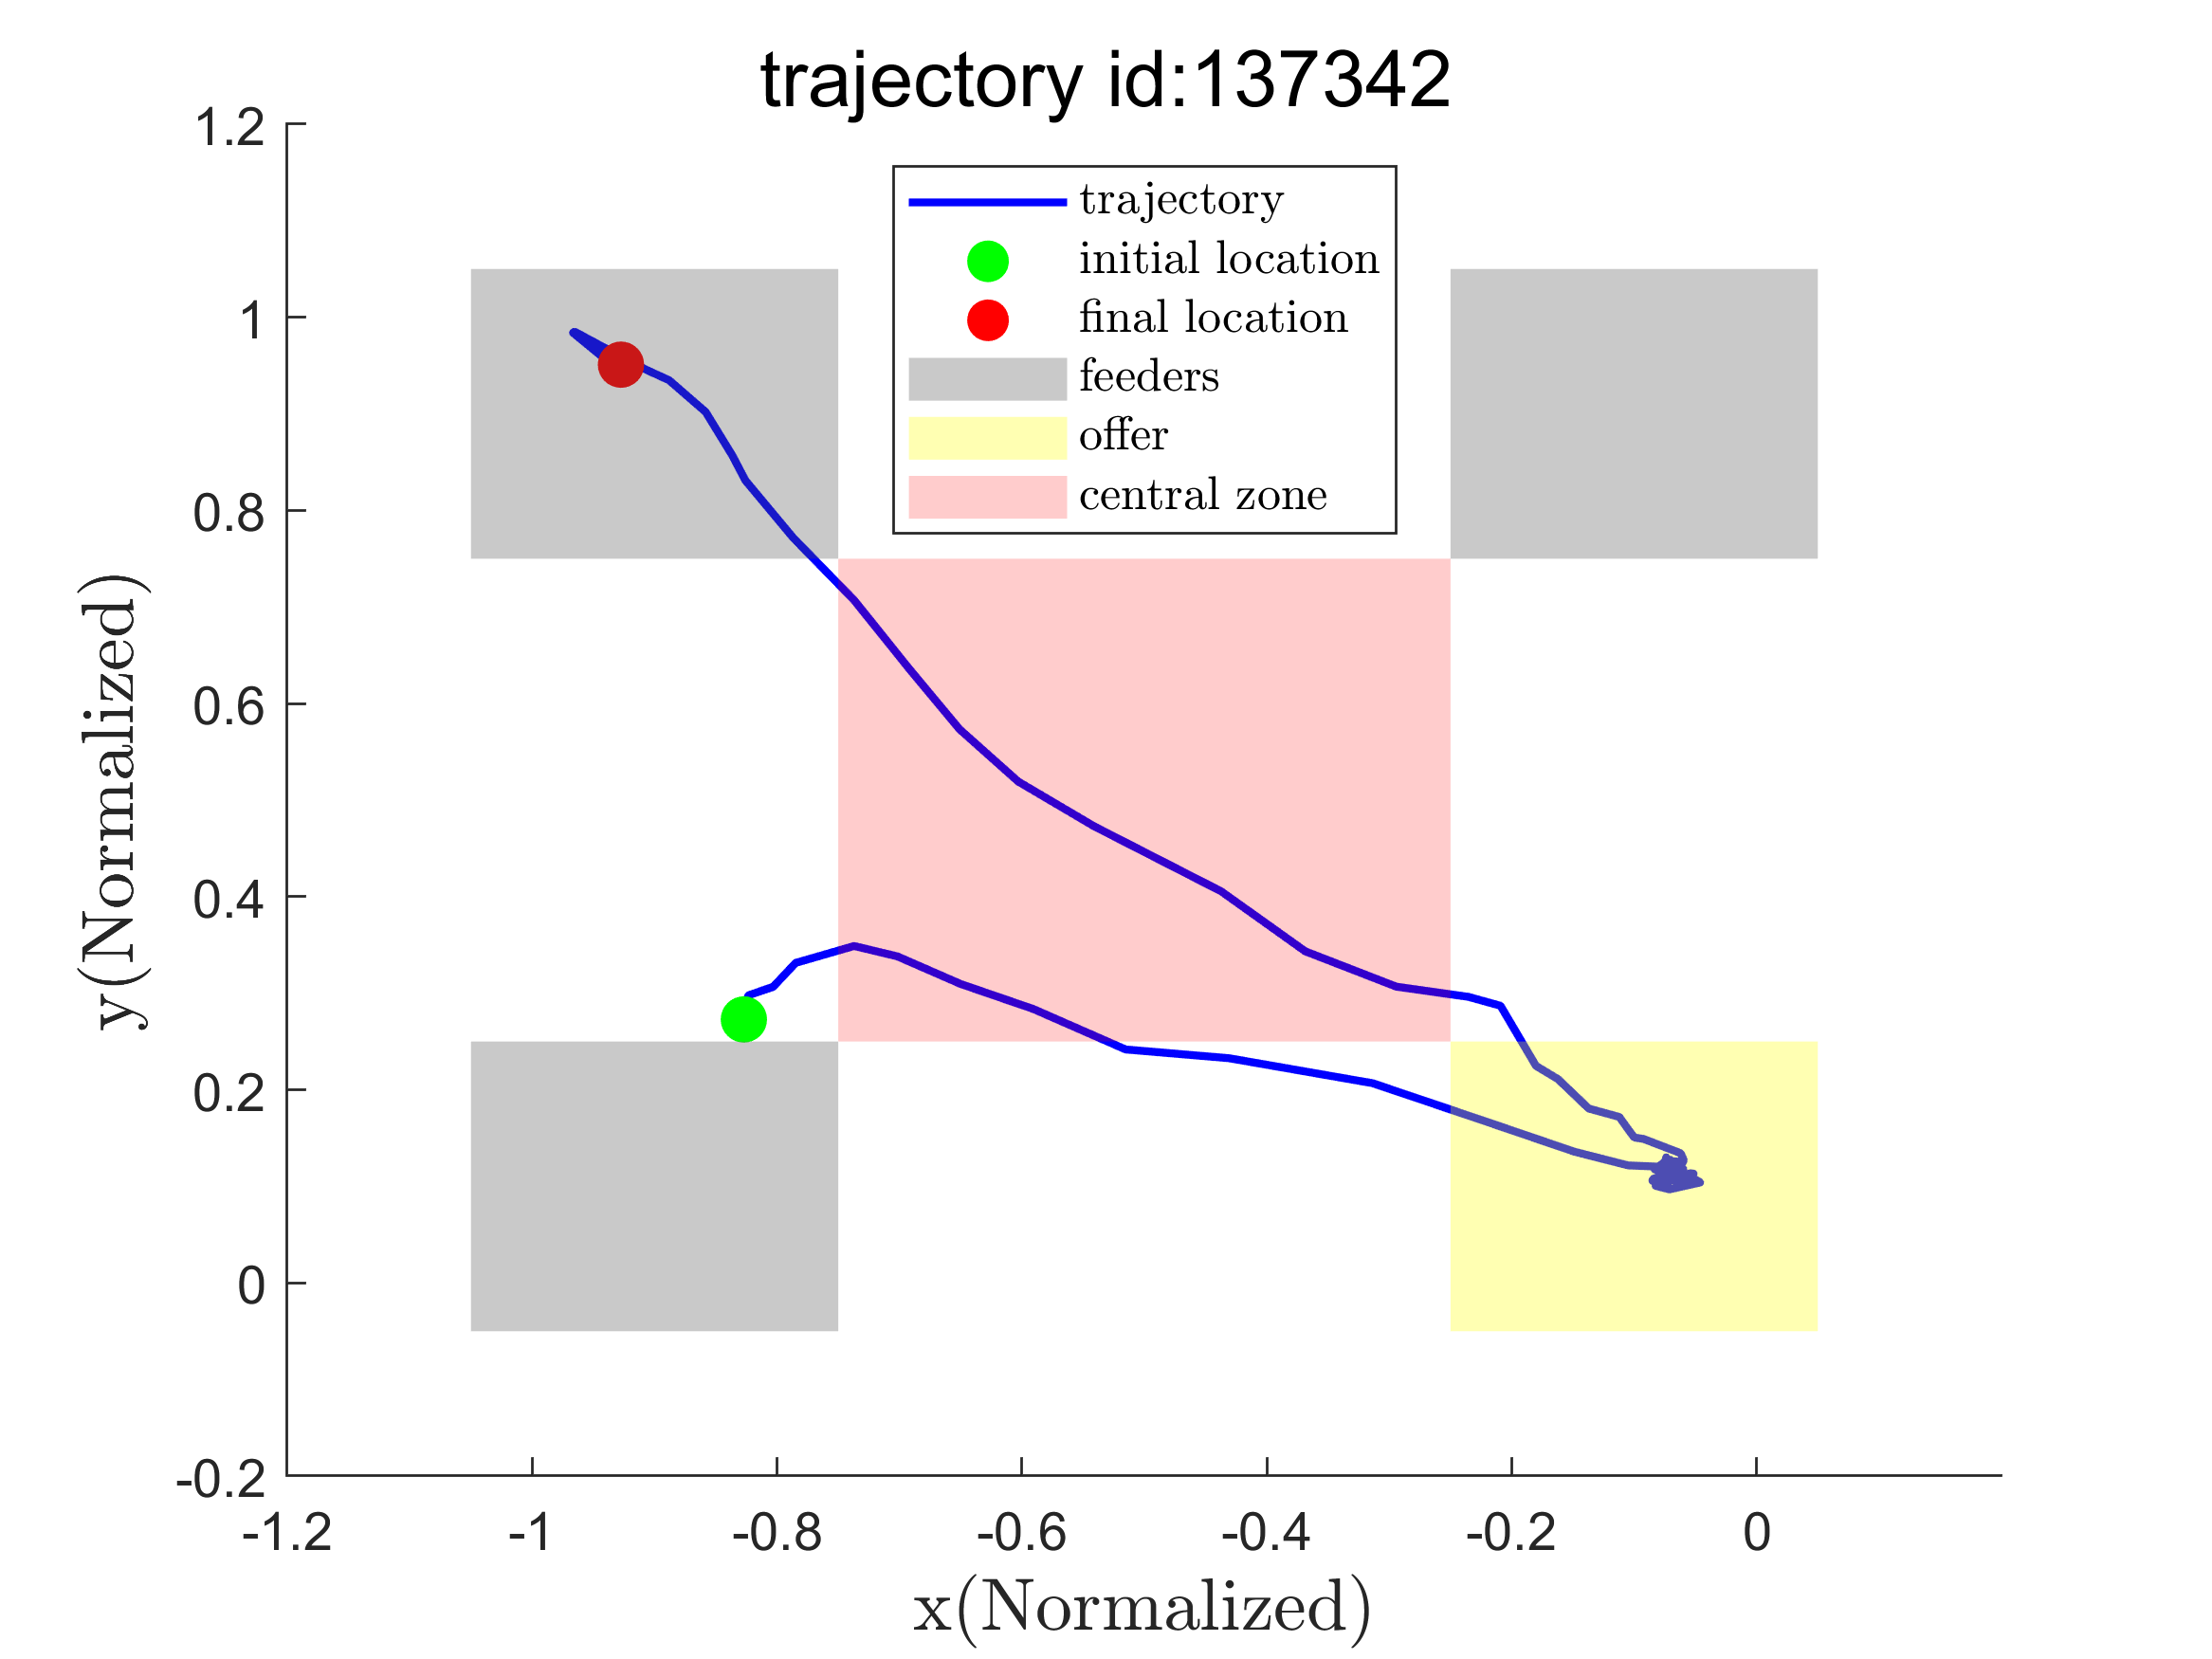 trajectory id:137342
1.2
1
0.8
0.6
0.4
0.2
0
-0.2
y(Normalized)
trajectory
initial location
final location
feeders
offer
central zone
-1.2 -1 -0.8 -0.6 -0.4 -0.2 0
x(Normalized)